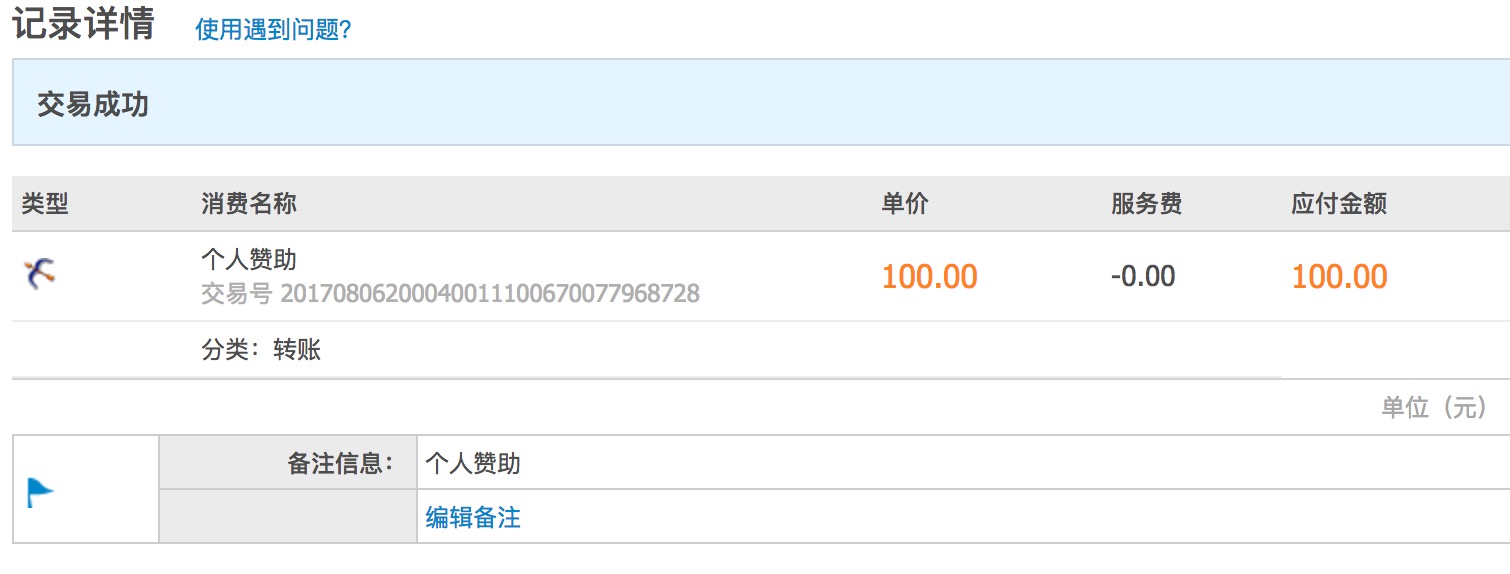 记录详情 使用遇到问题?
交易成功
类型 消费名称 单价 服务费 应付金额
个人赞助
交易号 20170806200040011100670077968728
100.00 -0.00 100.00
分类：转账
单位（元）
备注信息： 个人赞助
编辑备注